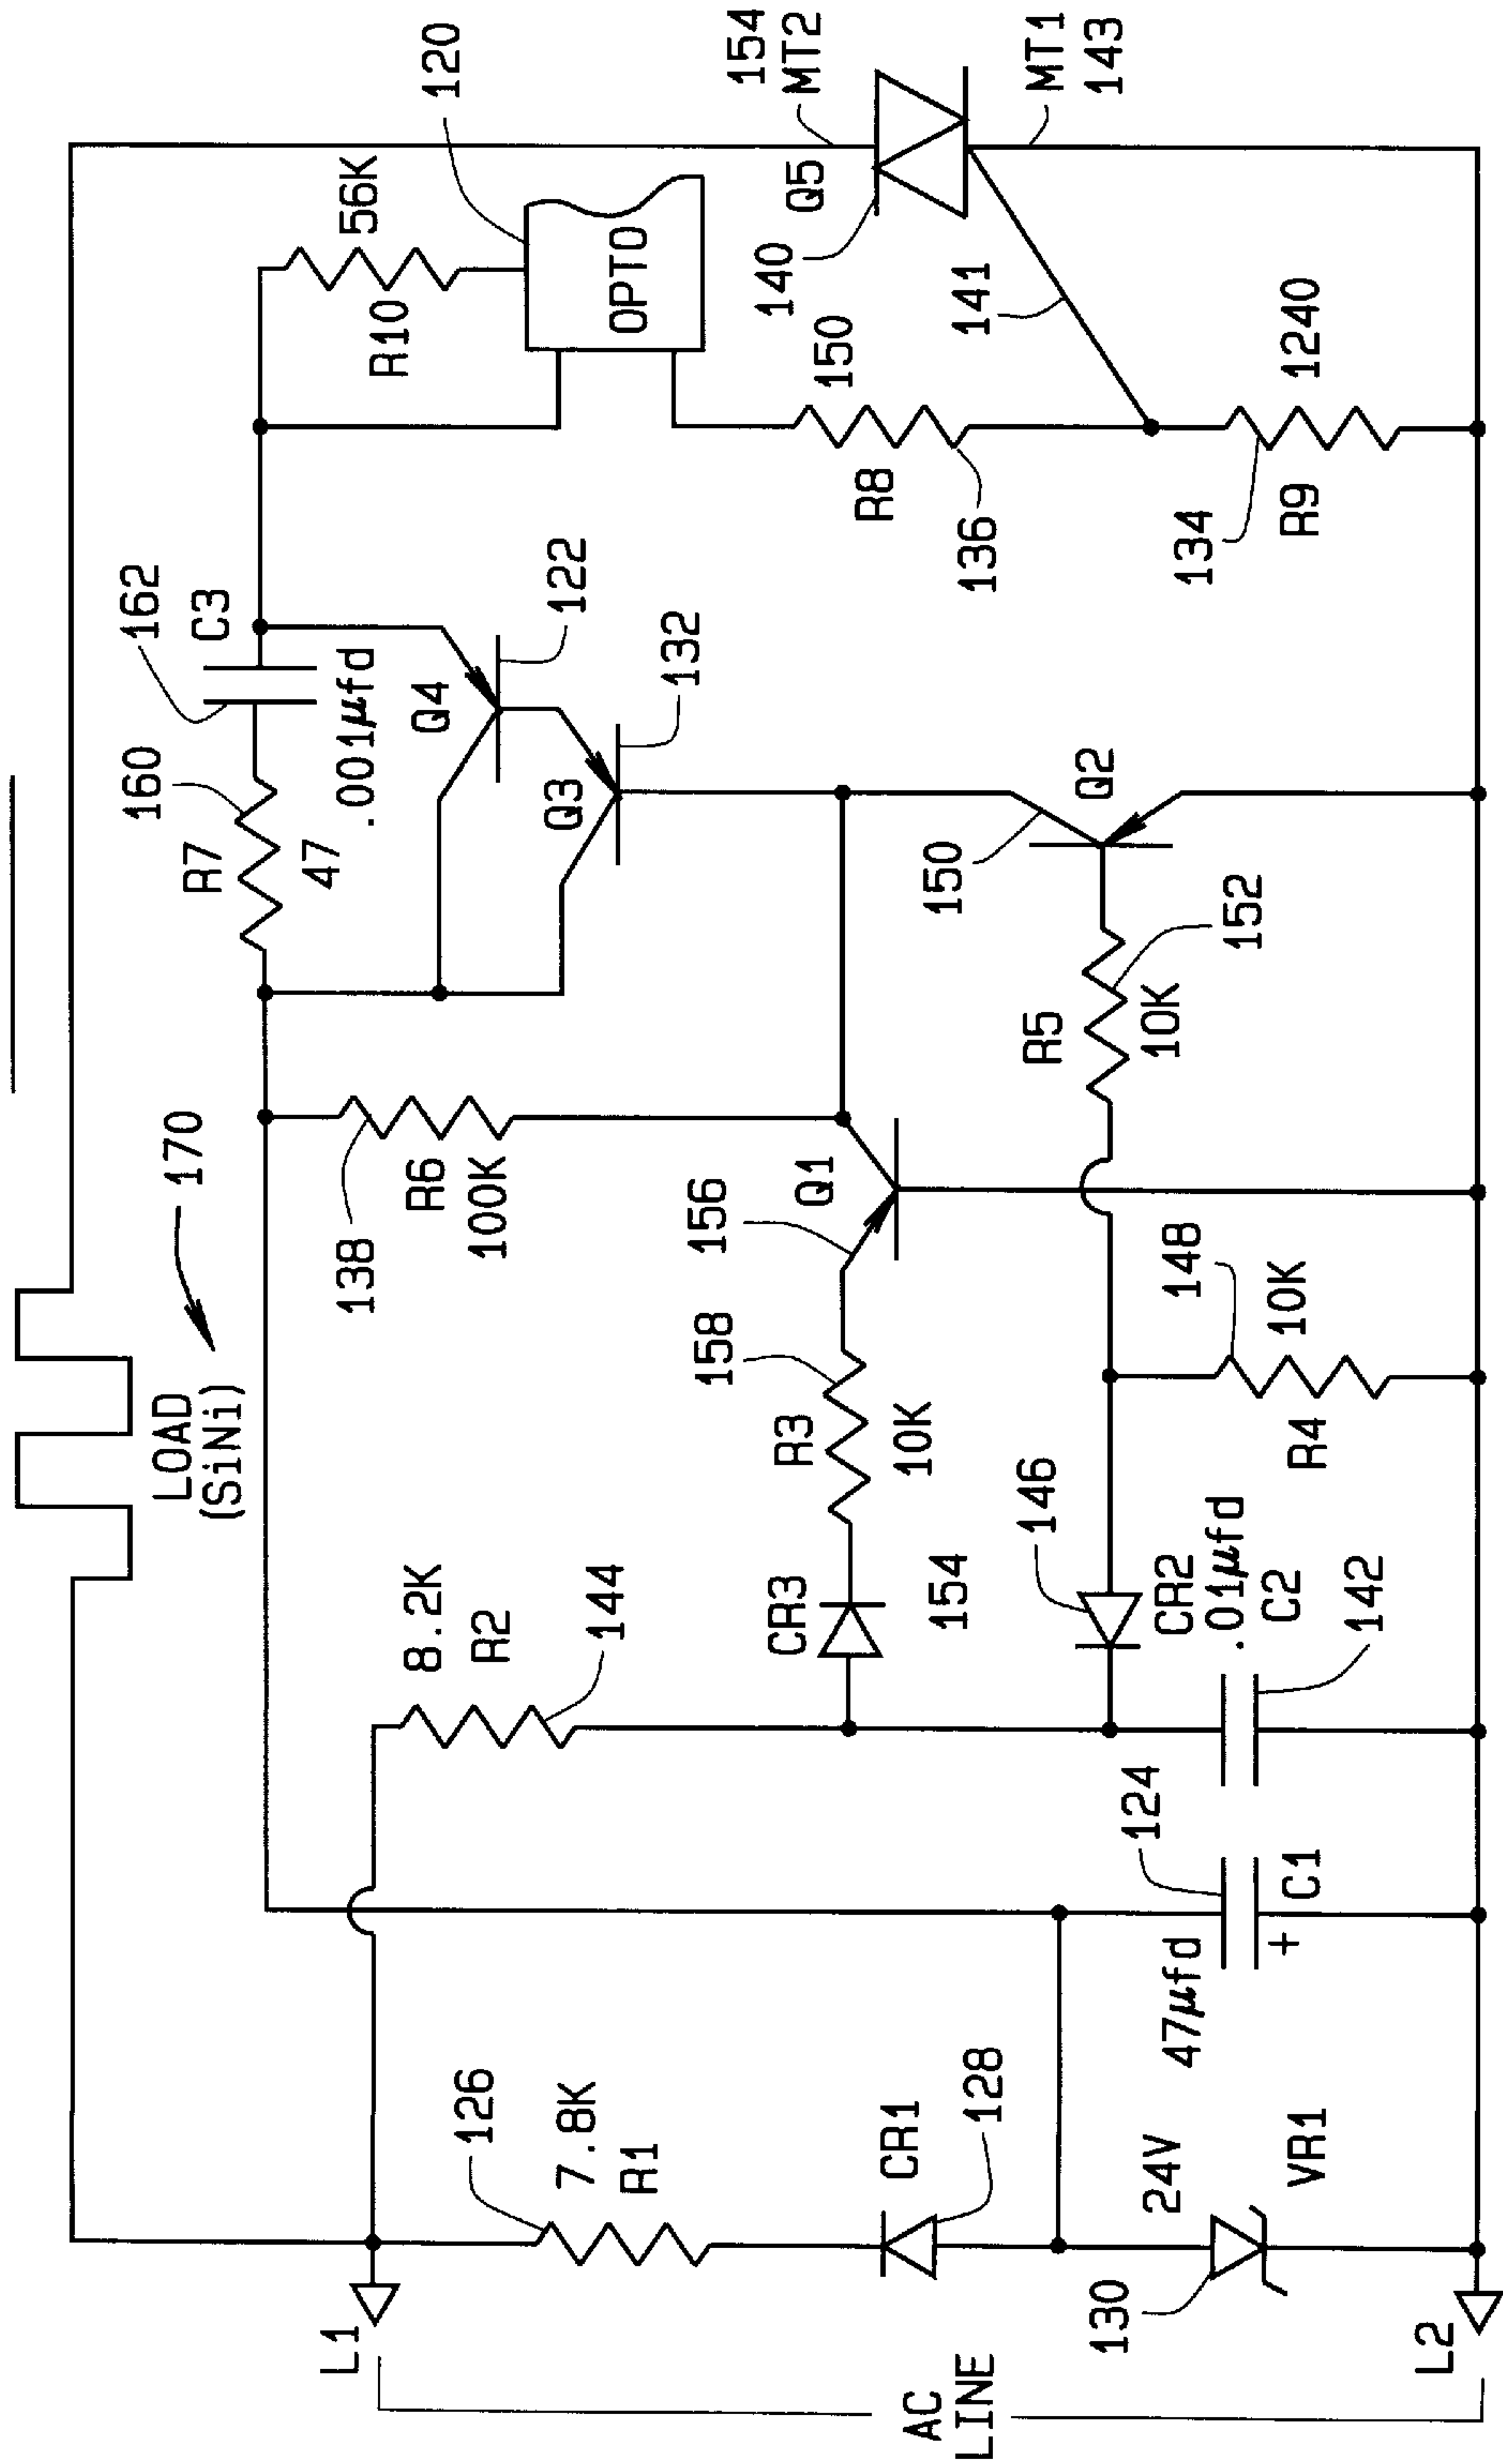 LOAD
(SiNi)
170
L1
AC
LINE
L2
126
7.8K
R1
CR1
128
24V
130
VR1
124
47µfd
+
C1
8.2K
R2
144
CR3
154
146
CR2
.01µfd
C2
142
158
R3
10K
156
Q1
148
10K
R4
138
R6
100K
R5
10K
152
150
Q2
160
R7
47
162
C3
.001µfd
Q4
122
Q3
132
R10
56K
120
OPTO
150
R8
136
134
R9
1240
141
140
Q5
154
MT2
MT1
143